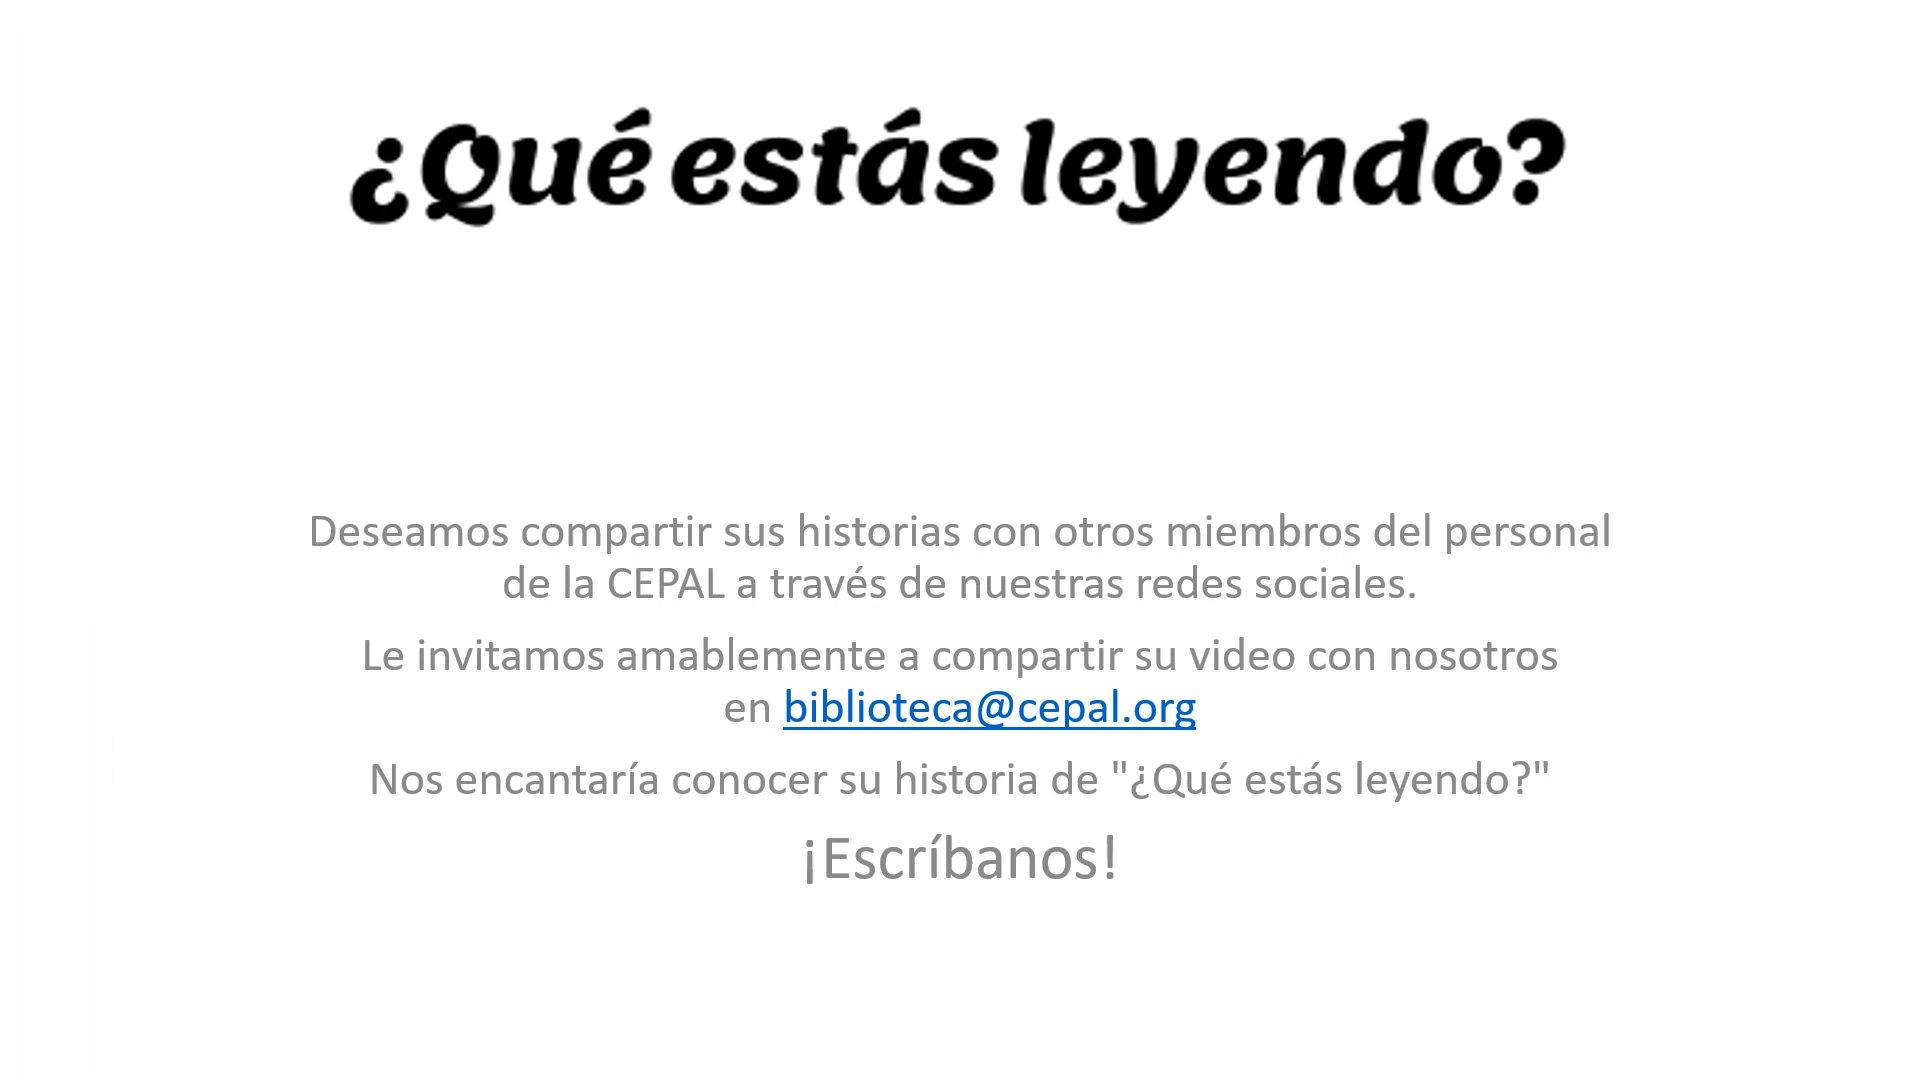 ¿Qué estás leyendo?
Deseamos compartir sus historias con otros miembros del personal
de la CEPAL a través de nuestras redes sociales.
Le invitamos amablemente a compartir su video con nosotros
en biblioteca@cepal.org
Nos encantaría conocer su historia de "¿Qué estás leyendo?"
¡Escríbanos!